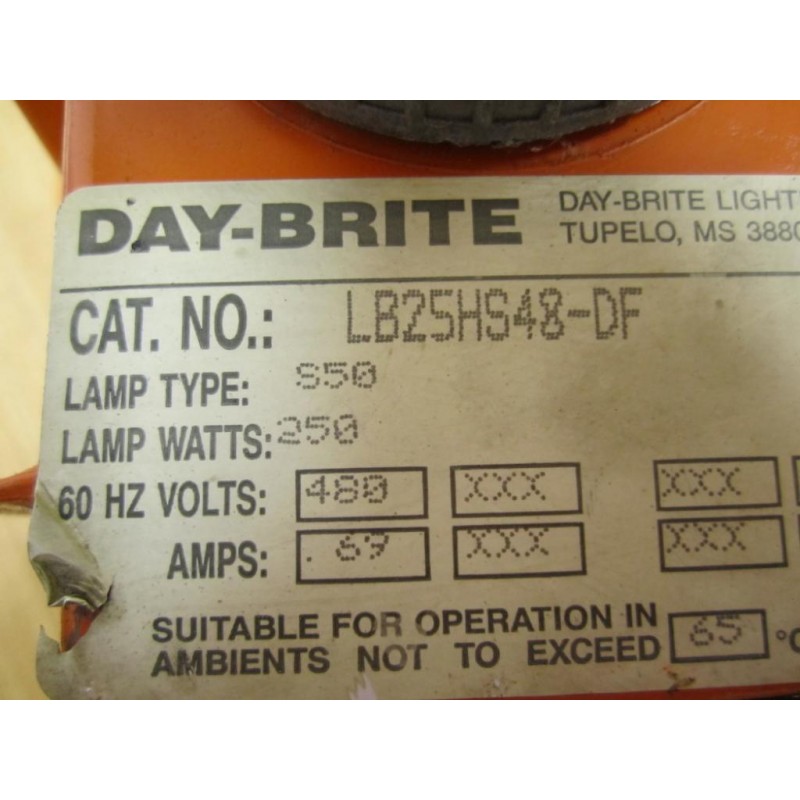 DAY-BRITE
DAY-BRITE LIGHT
TUPELO, MS 3880
CAT. NO.: LB25HS48-DF
LAMP TYPE: S50
LAMP WATTS: 250
60 HZ VOLTS: 480 XXX XXX
AMPS: .69 XXX XXX
SUITABLE FOR OPERATION IN
AMBIENTS NOT TO EXCEED 65 °C